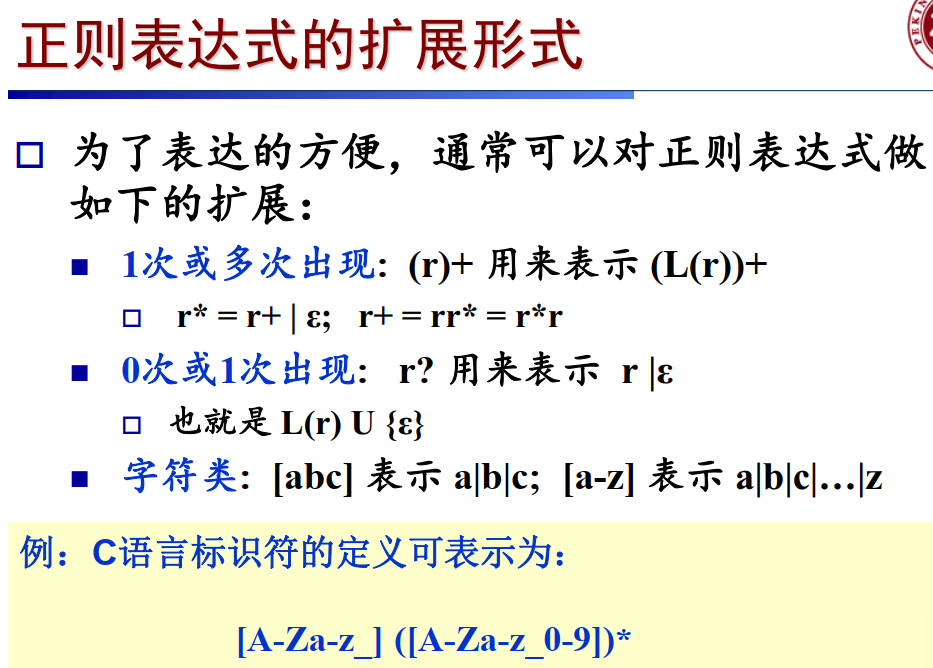 正则表达式的扩展形式
为了表达的方便，通常可以对正则表达式做
如下的扩展：
1次或多次出现：(r)+ 用来表示 (L(r))+
r* = r+ | ε; r+ = rr* = r*r
0次或1次出现： r? 用来表示 r |ε
也就是 L(r) U {ε}
字符类：[abc] 表示 a|b|c; [a-z] 表示 a|b|c|…|z
例：C语言标识符的定义可表示为：
[A-Za-z_] ([A-Za-z_0-9])*